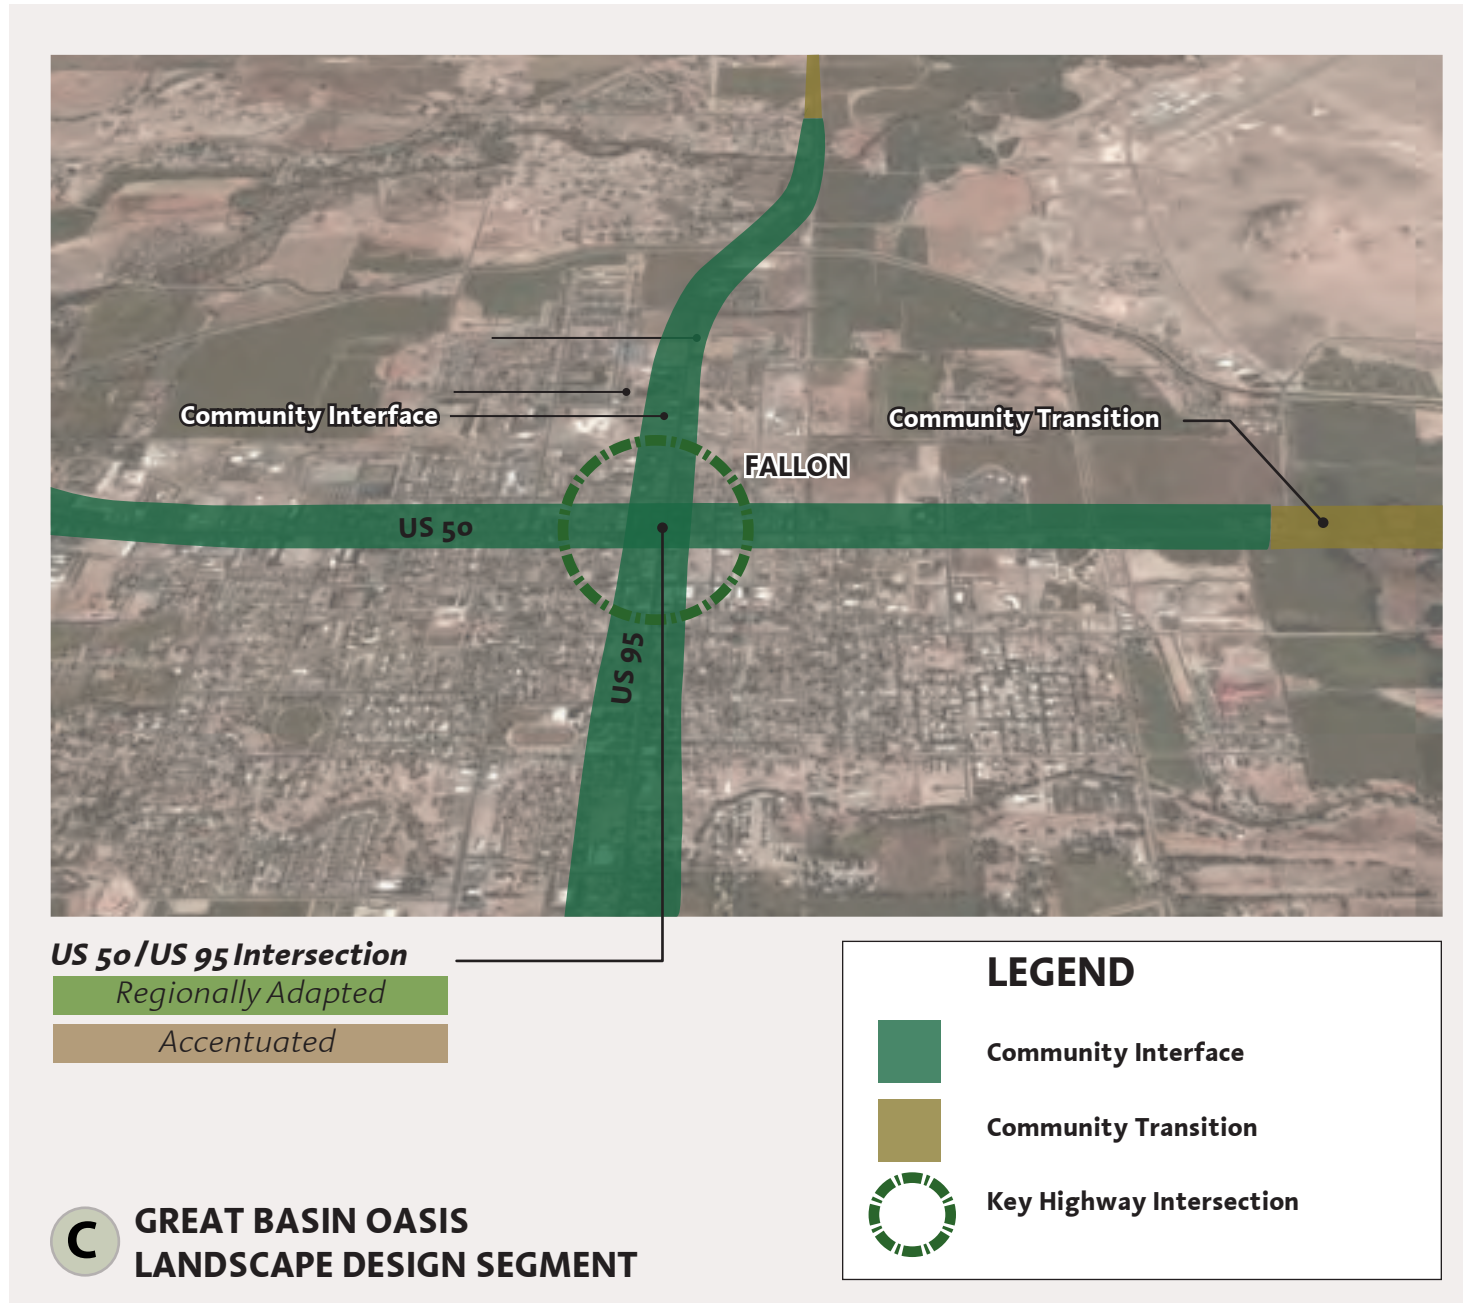 Community Interface
Community Transition
FALLON
US 50
US 95
US 50/US 95 Intersection
Regionally Adapted
Accentuated
LEGEND
Community Interface
Community Transition
Key Highway Intersection
C
GREAT BASIN OASIS
LANDSCAPE DESIGN SEGMENT